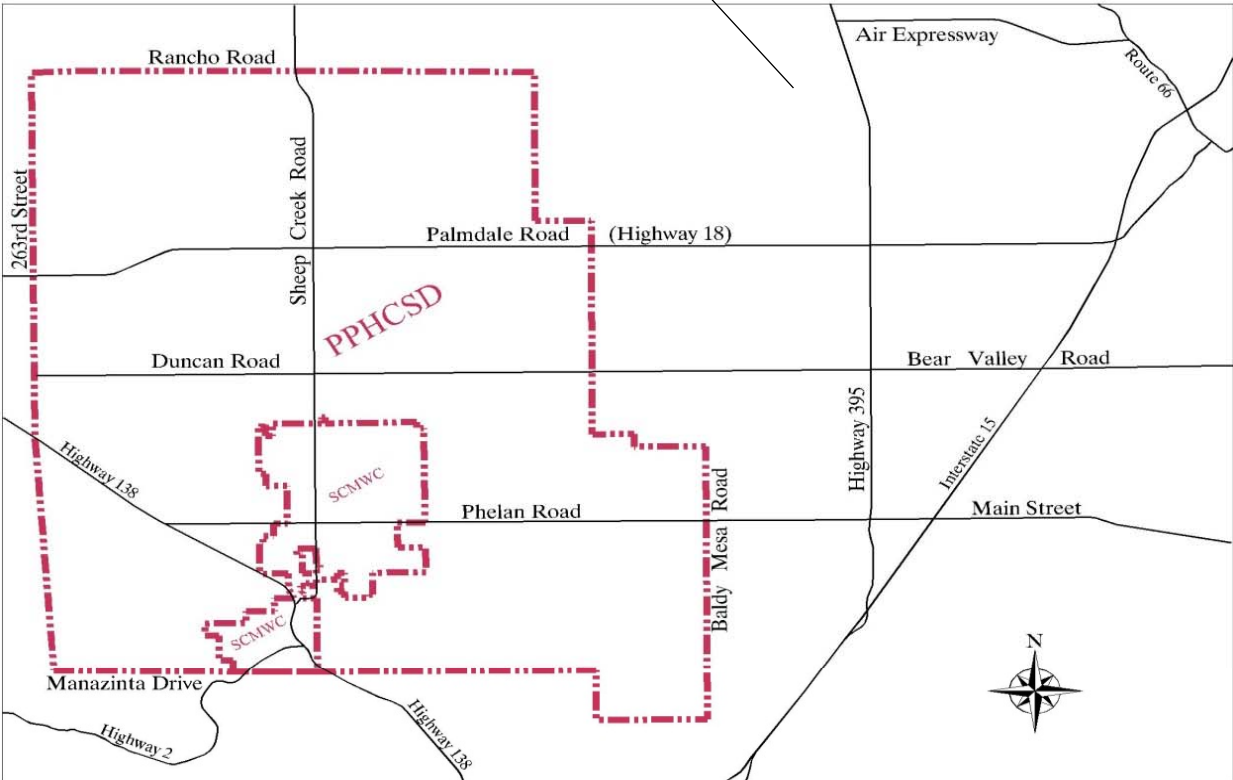 Air Expressway
Rancho Road
Route 66
263rd Street
Sheep Creek Road
Palmdale Road (Highway 18)
PPHCSD
Duncan Road
Bear Valley Road
Highway 395
Interstate 15
Highway 138
SCMWC
Phelan Road
Baldy Mesa Road
Main Street
SCMWC
N
Manazinta Drive
Highway 2
Highway 138